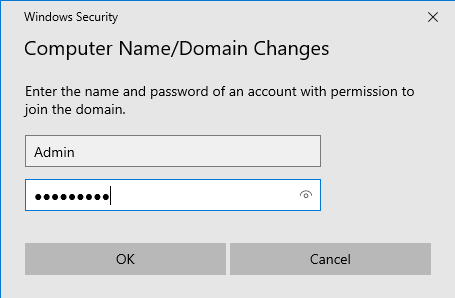 Windows Security
Computer Name/Domain Changes
Enter the name and password of an account with permission to
join the domain.
Admin
●●●●●●●●●
OK
Cancel